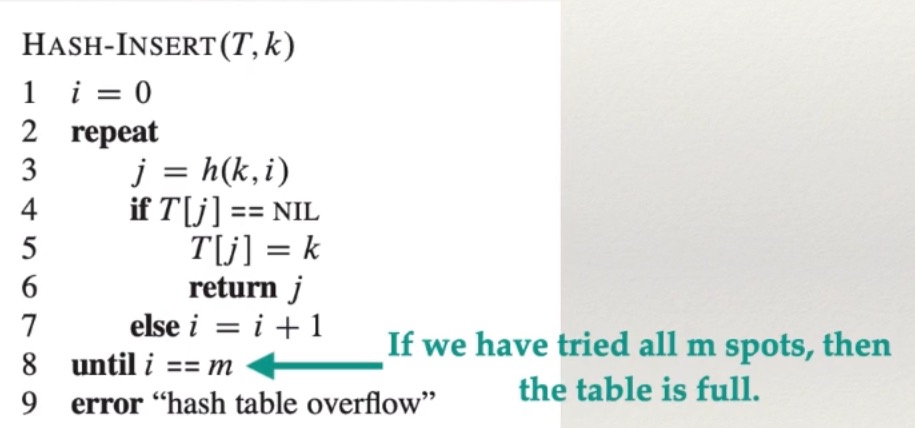 HASH-INSERT(T, k)
1 i = 0
2 repeat
3 j = h(k, i)
4 if T[j] == NIL
5 T[j] = k
6 return j
7 else i = i + 1
8 until i == m
9 error “hash table overflow”
If we have tried all m spots, then
the table is full.